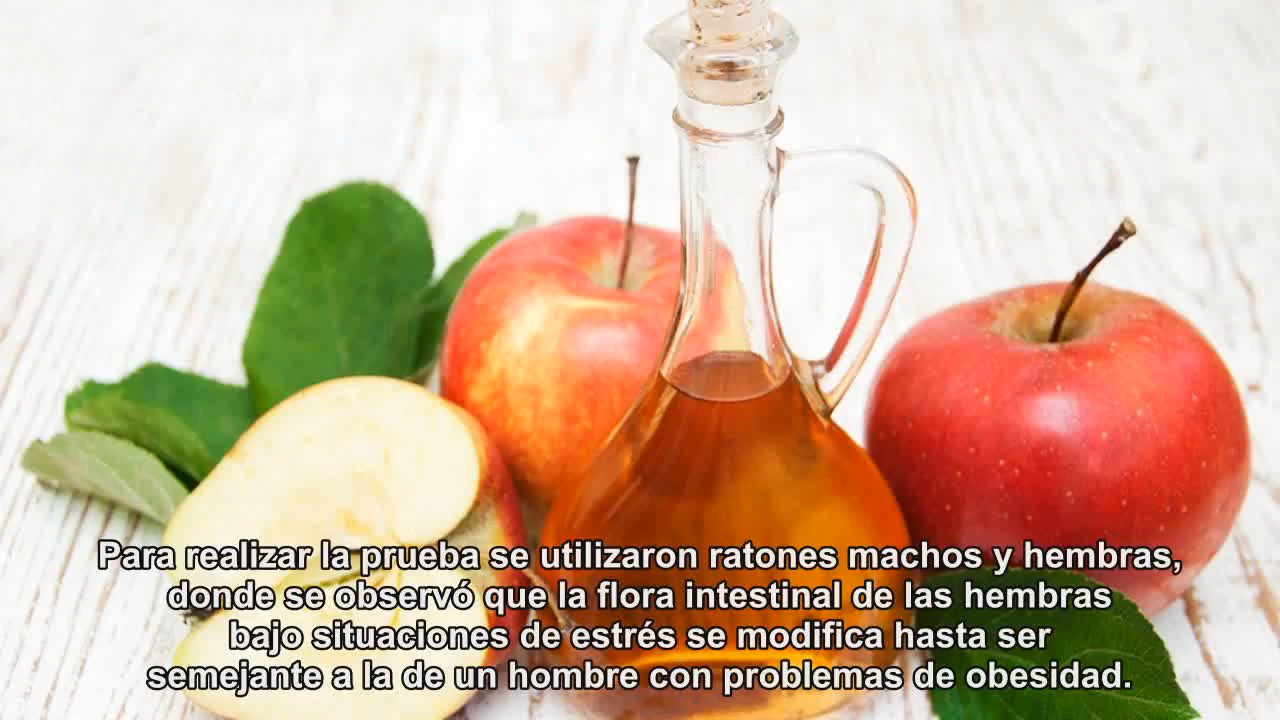 Para realizar la prueba se utilizaron ratones machos y hembras,
donde se observó que la flora intestinal de las hembras
bajo situaciones de estrés se modifica hasta ser
semejante a la de un hombre con problemas de obesidad.